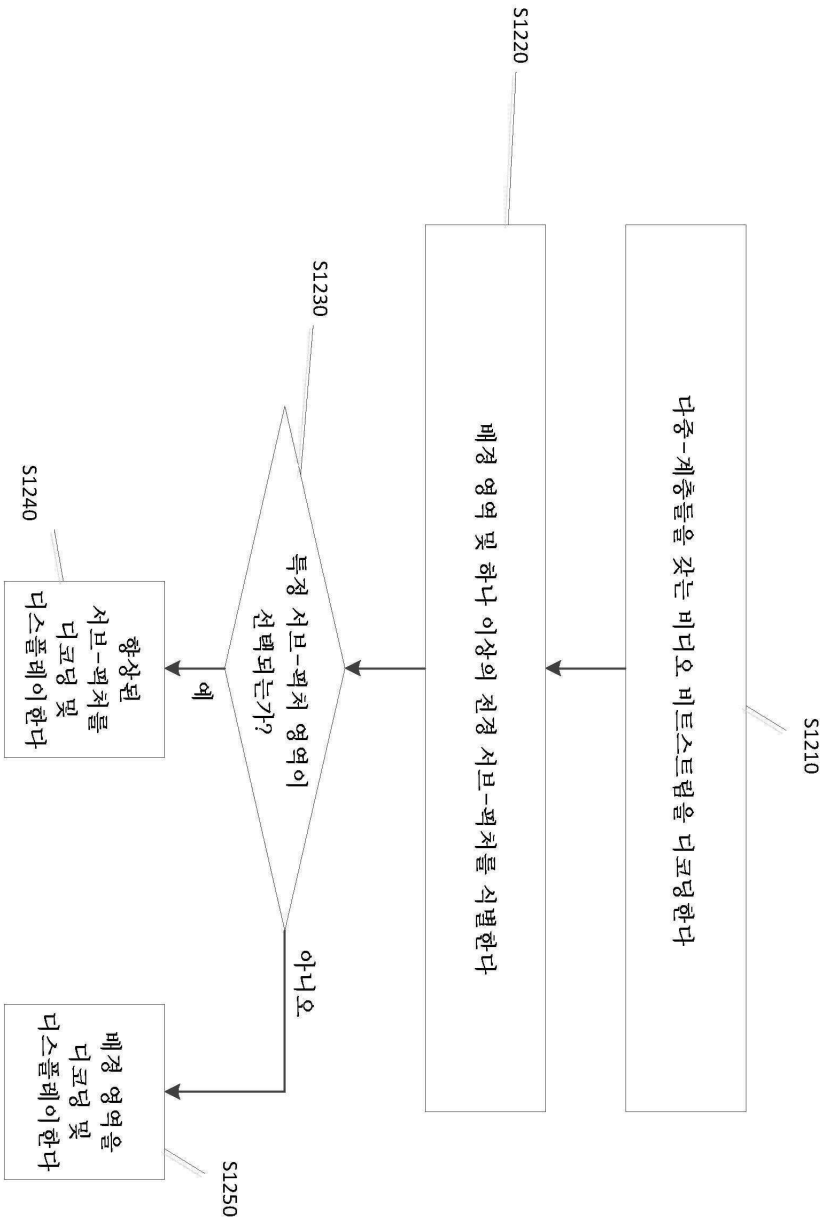 S1210
다중-계층들을 갖는 비디오 비트스트림을 디코딩한다
S1220
배경 영역 및 하나 이상의 전경 서브-픽처를 식별한다
S1230
특정 서브-픽처 영역이
선택되는가?
예
아니오
S1240
향상된
서브-픽처를
디코딩 및
디스플레이한다
배경 영역을
디코딩 및
디스플레이한다
S1250